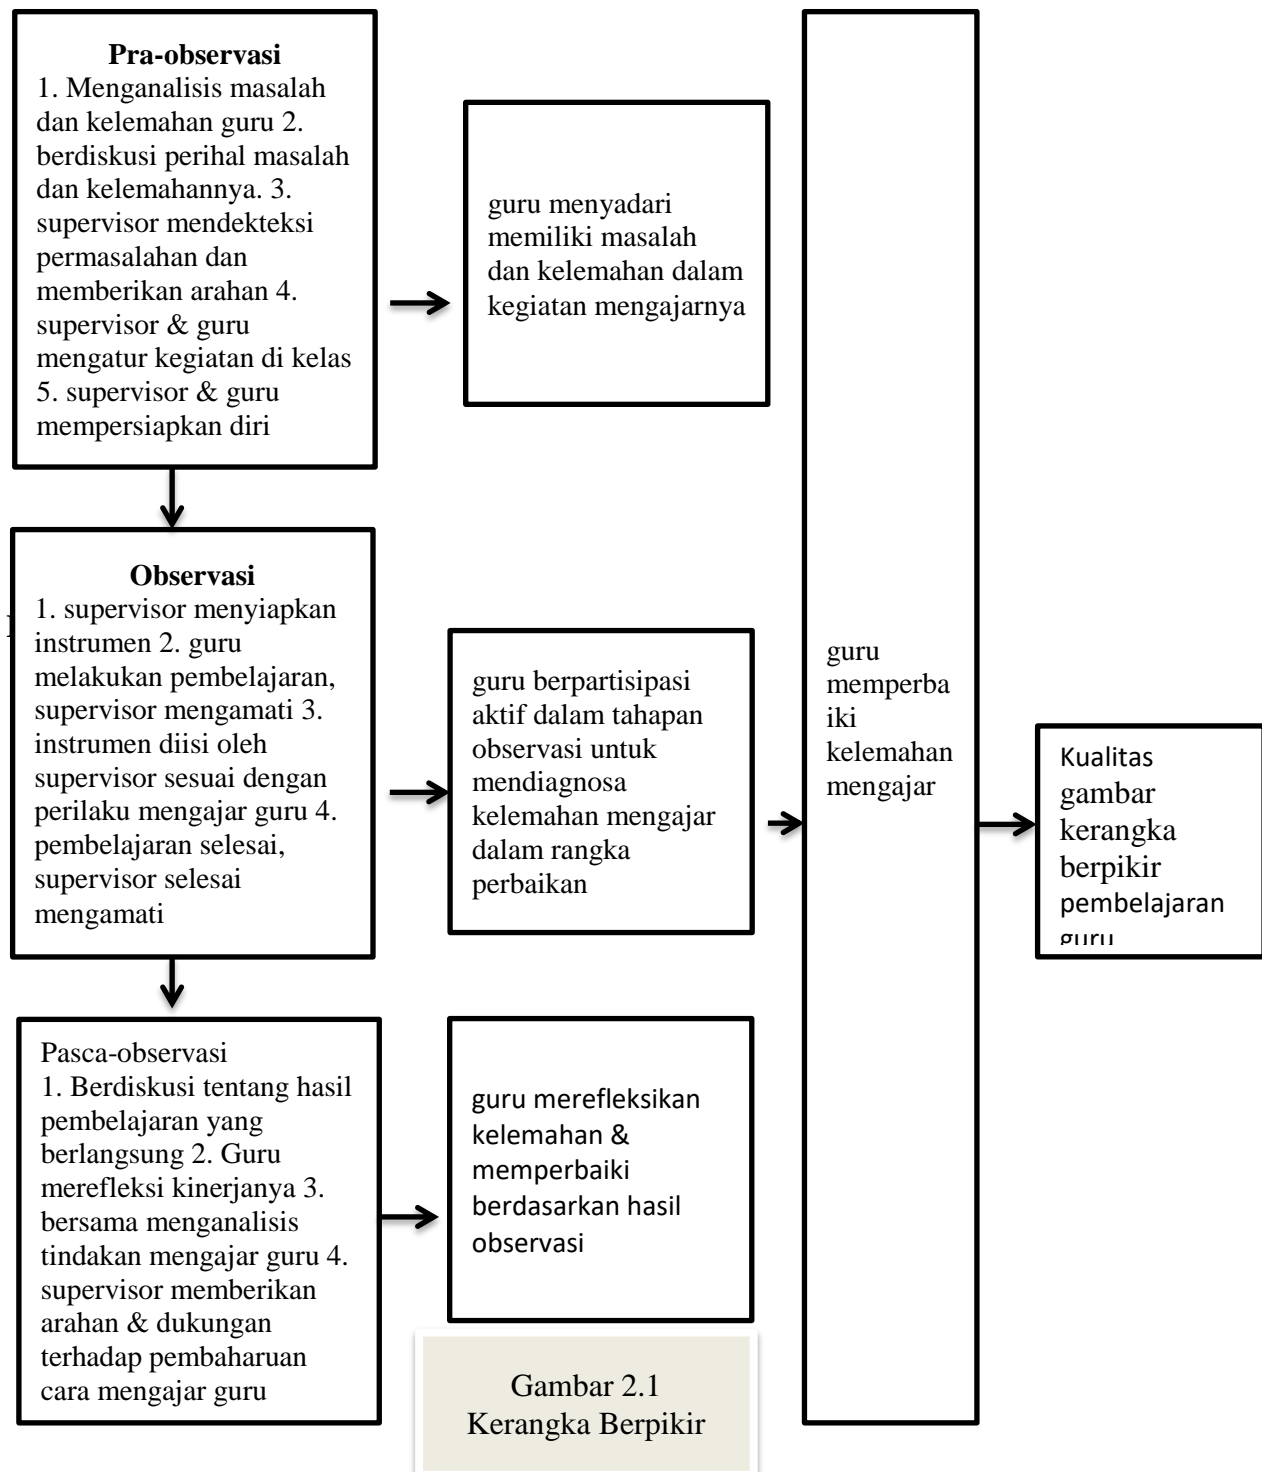 Pra-observasi
1. Menganalisis masalah
dan kelemahan guru 2.
berdiskusi perihal masalah
dan kelemahannya. 3.
supervisor mendekteksi
permasalahan dan
memberikan arahan 4.
supervisor & guru
mengatur kegiatan di kelas
5. supervisor & guru
mempersiapkan diri
guru menyadari
memiliki masalah
dan kelemahan dalam
kegiatan mengajarnya
Observasi
1. supervisor menyiapkan
instrumen 2. guru
melakukan pembelajaran,
supervisor mengamati 3.
instrumen diisi oleh
supervisor sesuai dengan
perilaku mengajar guru 4.
pembelajaran selesai,
supervisor selesai
mengamati
guru berpartisipasi
aktif dalam tahapan
observasi untuk
mendiagnosa
kelemahan mengajar
dalam rangka
perbaikan
guru
memperba
iki
kelemahan
mengajar
Kualitas
gambar
kerangka
berpikir
pembelajaran
guru
Pasca-observasi
1. Berdiskusi tentang hasil
pembelajaran yang
berlangsung 2. Guru
merefleksi kinerjanya 3.
bersama menganalisis
tindakan mengajar guru 4.
supervisor memberikan
arahan & dukungan
terhadap pembaharuan
cara mengajar guru
guru merefleksikan
kelemahan &
memperbaiki
berdasarkan hasil
observasi
Gambar 2.1
Kerangka Berpikir